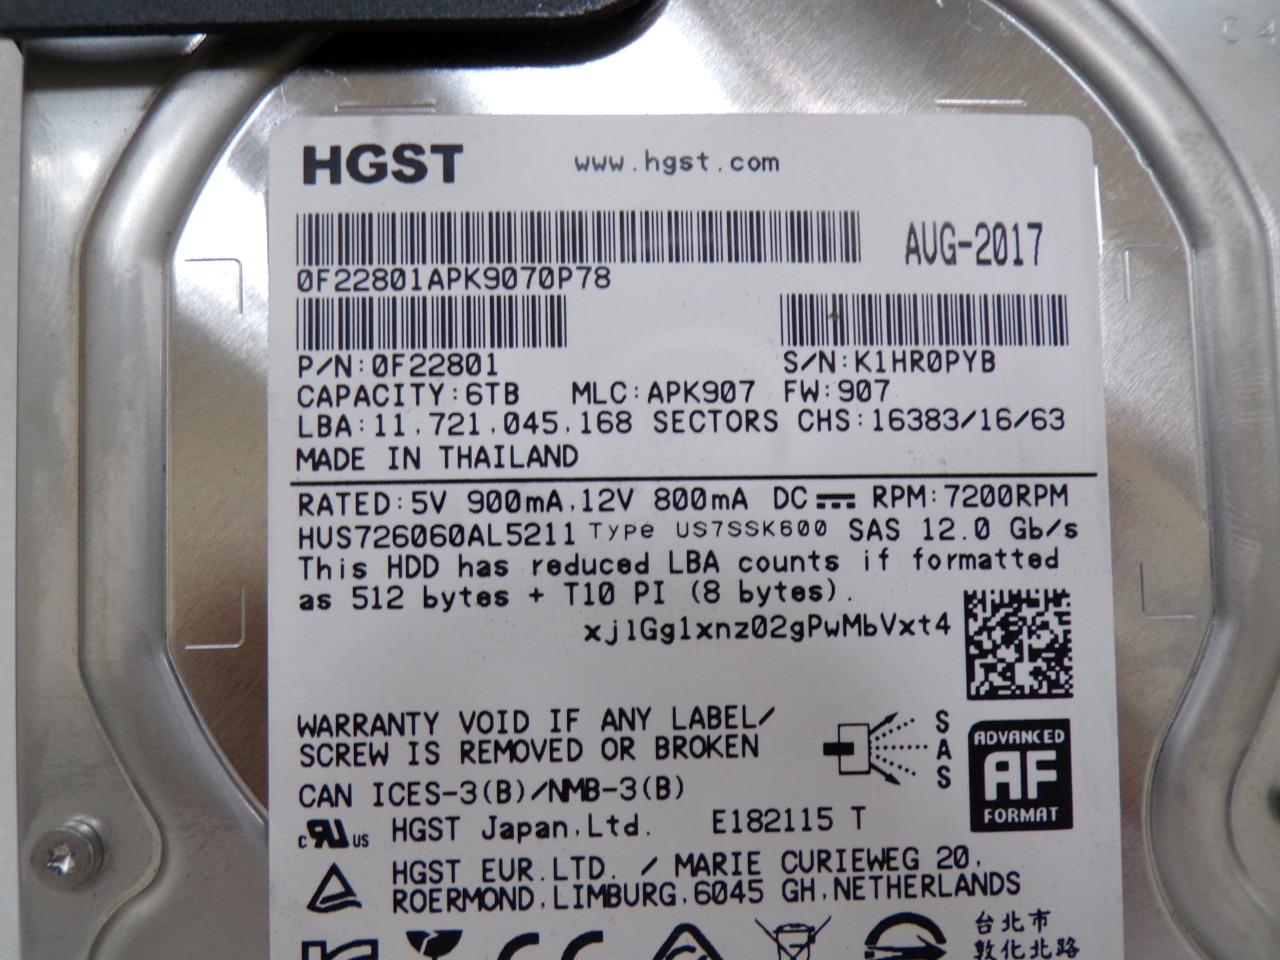 C 4
HGST www.hgst.com
AUG-2017
0F22801APK9070P78
P/N:0F22801 S/N:K1HR0PYB
CAPACITY:6TB MLC:APK907 FW:907
LBA:11,721,045,168 SECTORS CHS:16383/16/63
MADE IN THAILAND
RATED:5V 900mA,12V 800mA DC RPM:7200RPM
HUS726060AL5211 Type US7SSK600 SAS 12.0 Gb/s
This HDD has reduced LBA counts if formatted
as 512 bytes + T10 PI (8 bytes).
xjlGglxnz02gPwMbVxt4
WARRANTY VOID IF ANY LABEL/
SCREW IS REMOVED OR BROKEN
SAS
ADVANCED
AF
FORMAT
CAN ICES-3(B)/NMB-3(B)
c RU us HGST Japan,Ltd. E182115 T
HGST EUR.LTD. / MARIE CURIEWEG 20,
ROERMOND,LIMBURG,6045 GH,NETHERLANDS
台北市
敦化北路